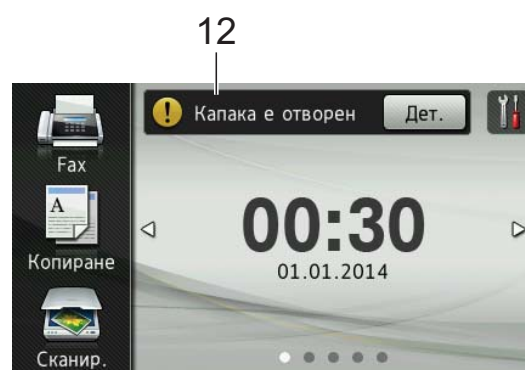 12
Капака е отворен
Дет.
Fax
A
Копиране
00:30
01.01.2014
Сканир.